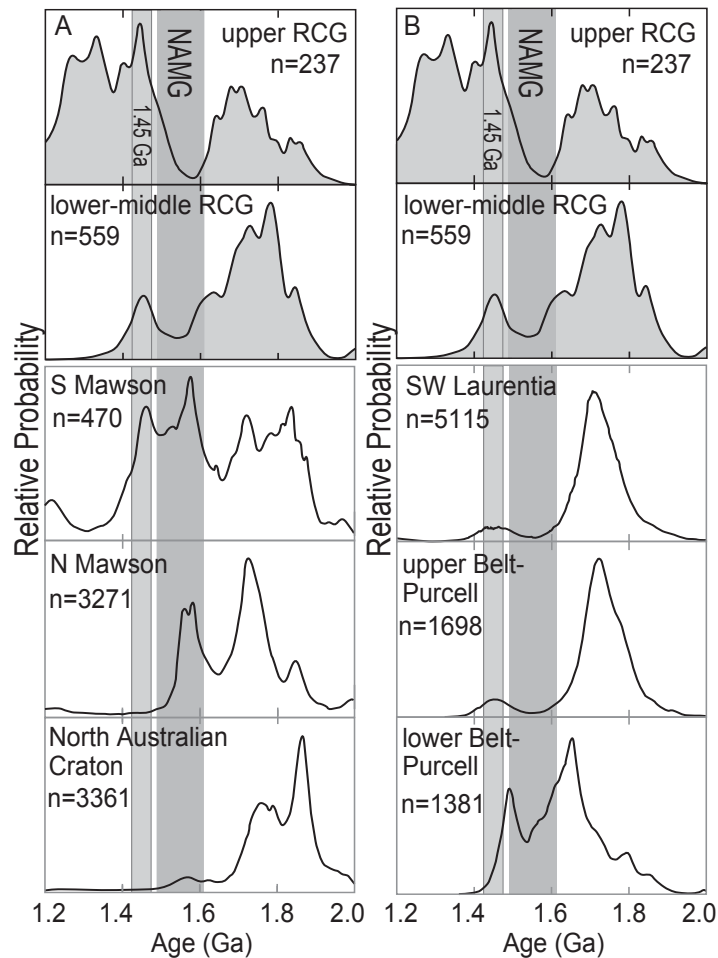 A
upper RCG
n=237
NAMG
1.45 Ga
lower-middle RCG
n=559
S Mawson
n=470
N Mawson
n=3271
North Australian
Craton
n=3361
Relative Probability
1.2 1.4 1.6 1.8 2.0
Age (Ga)
B
upper RCG
n=237
NAMG
1.45 Ga
lower-middle RCG
n=559
SW Laurentia
n=5115
upper Belt-
Purcell
n=1698
lower Belt-
Purcell
n=1381
Relative Probability
1.2 1.4 1.6 1.8 2.0
Age (Ga)